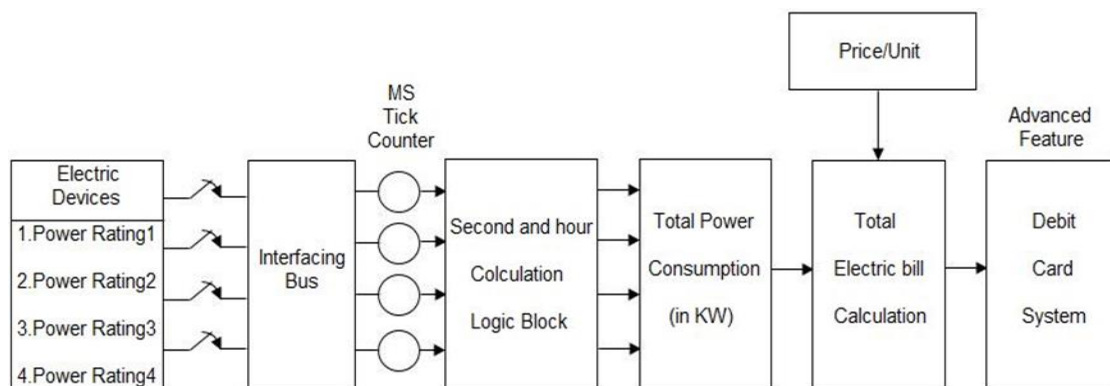 Price/Unit
MS
Tick
Counter
Advanced
Feature
Electric
Devices
1.Power Rating1
2.Power Rating2
3.Power Rating3
4.Power Rating4
Interfacing
Bus
Second and hour
Colculation
Logic Block
Total Power
Consumption
(in KW)
Total
Electric bill
Calculation
Debit
Card
System